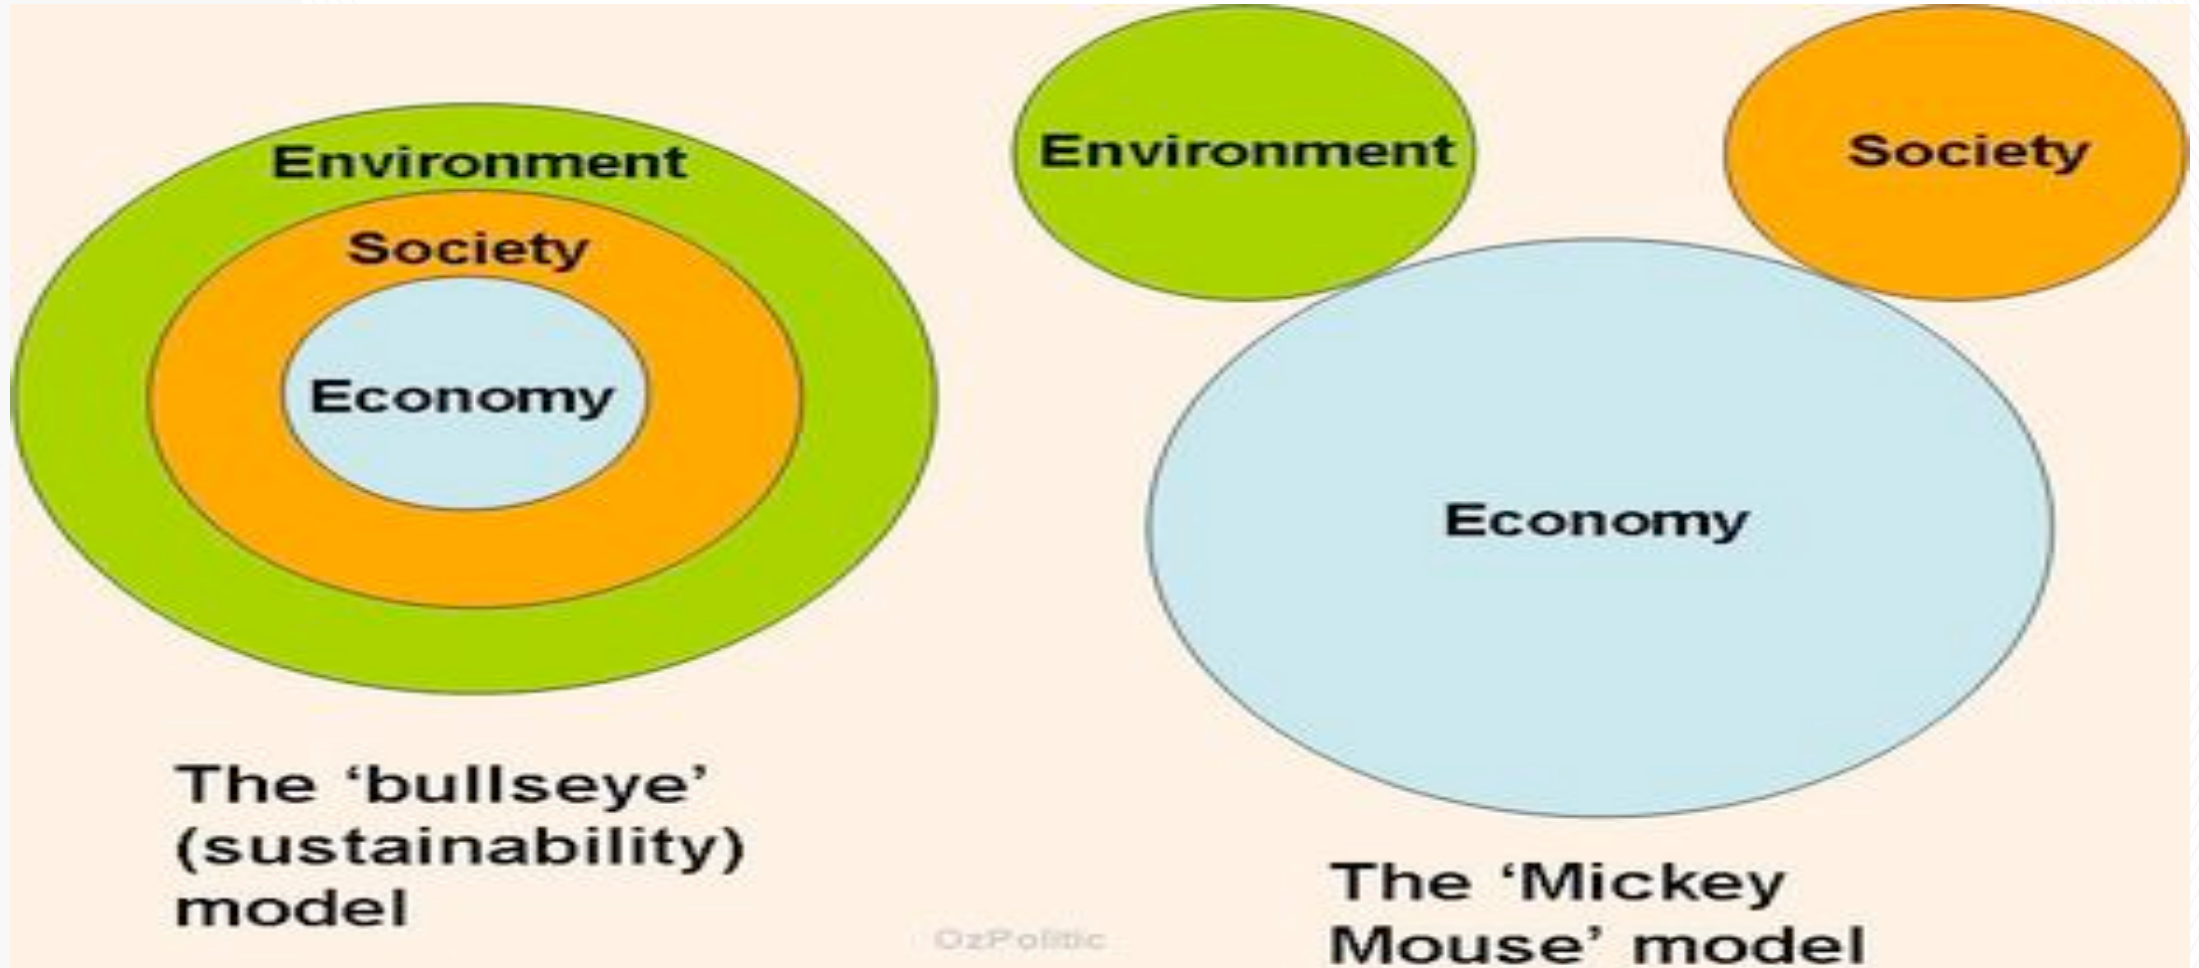 Environment
Society
Economy
The ‘bullseye’
(sustainability)
model
Environment
Society
Economy
The ‘Mickey
Mouse’ model
OzPolitic